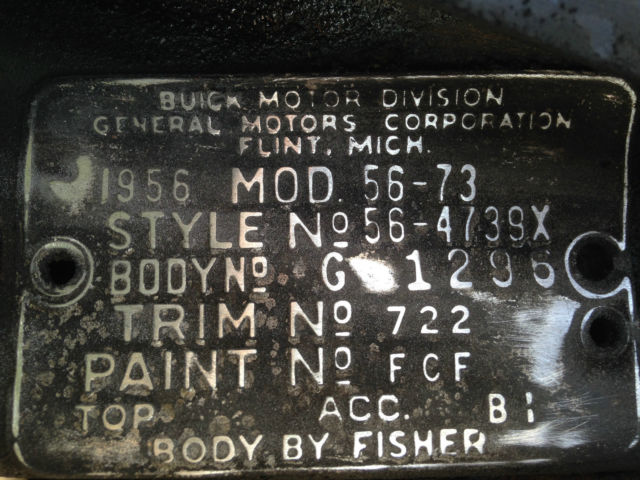 BUICK MOTOR DIVISION
GENERAL MOTORS CORPORATION
FLINT, MICH.
1956 MOD. 56-73
STYLE Nº 56-4739X
BODY Nº G 1296
TRIM Nº 722
PAINT Nº FCF
TOP ACC. B
BODY BY FISHER